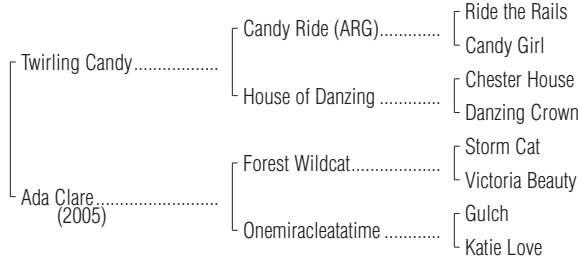 Ride the Rails
Candy Ride (ARG).............
Candy Girl
Twirling Candy..................
Chester House
House of Danzing .............
Danzing Crown
Storm Cat
Forest Wildcat...................
Victoria Beauty
Ada Clare..........................
(2005)
Gulch
Onemiracleatatime ............
Katie Love